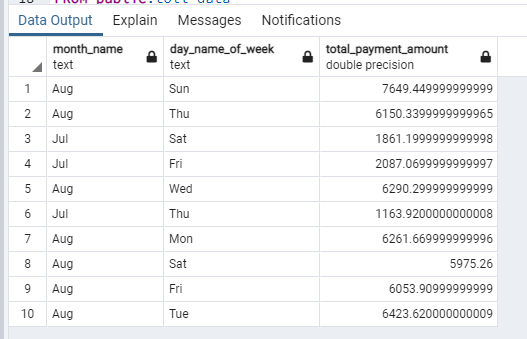 Data Output Explain Messages Notifications
month_name day_name_of_week total_payment_amount
text text double precision
1 Aug Sun 7649.449999999999
2 Aug Thu 6150.3399999999965
3 Jul Sat 1861.1999999999998
4 Jul Fri 2087.0699999999997
5 Aug Wed 6290.299999999999
6 Jul Thu 1163.9200000000008
7 Aug Mon 6261.669999999996
8 Aug Sat 5975.26
9 Aug Fri 6053.90999999999
10 Aug Tue 6423.620000000009